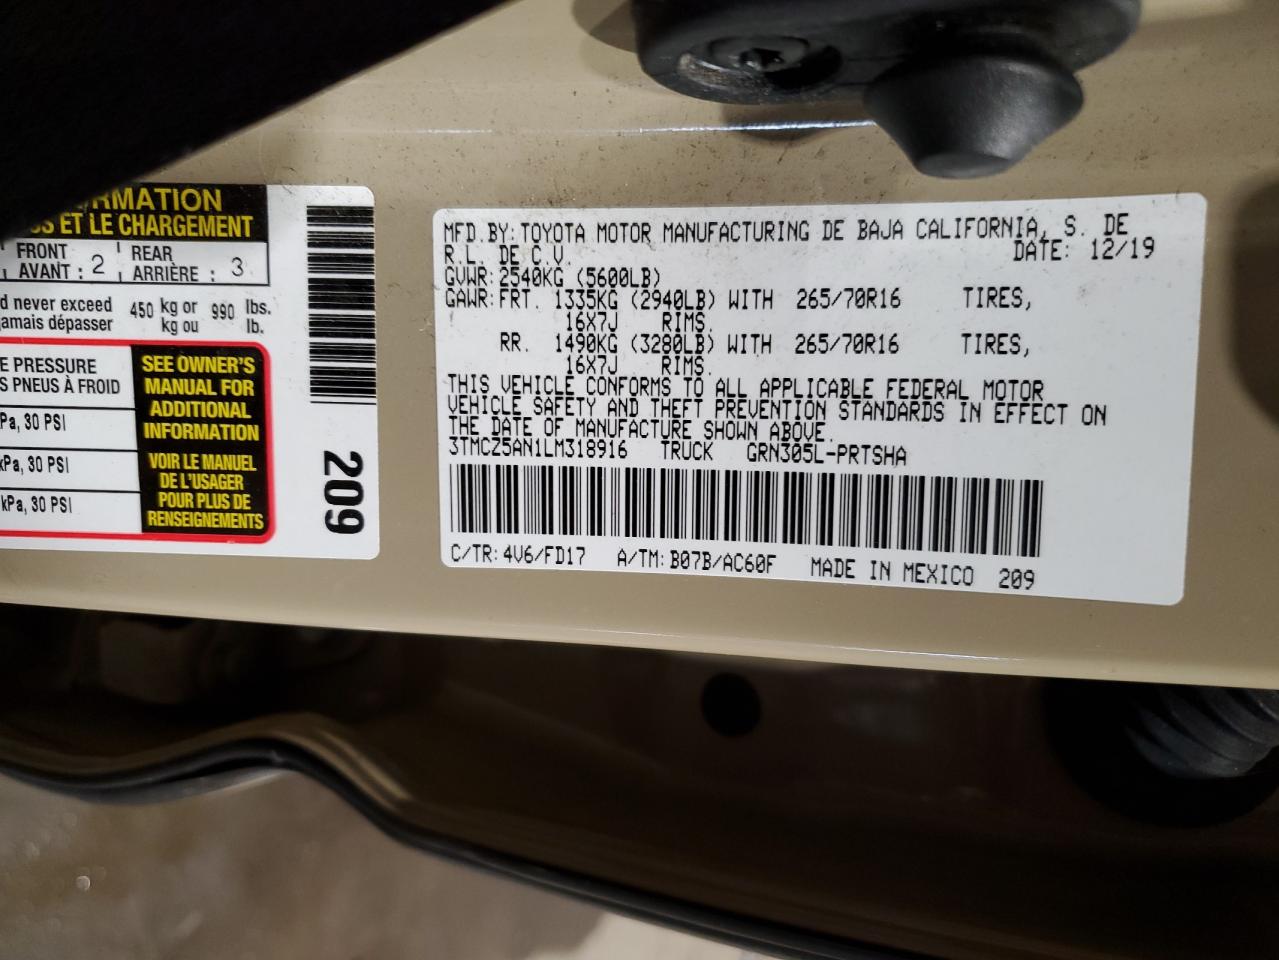 RMATION
ET LE CHARGEMENT
FRONT
AVANT : 2
REAR
ARRIÈRE : 3
never exceed
jamais dépasser
450 kg or 990 lbs.
kg ou lb.
PRESSURE
PNEUS À FROID
30 PSI
kPa, 30 PSI
kPa, 30 PSI
SEE OWNER'S
MANUAL FOR
ADDITIONAL
INFORMATION
VOIR LE MANUEL
DE L'USAGER
POUR PLUS DE
RENSEIGNEMENTS
209
MFD.BY:TOYOTA MOTOR MANUFACTURING DE BAJA CALIFORNIA, S. DE
R.L. DE C.V. DATE: 12/19
GVWR:2540KG (5600LB)
GAWR:FRT. 1335KG (2940LB) WITH 265/70R16 TIRES,
16X7J RIMS.
RR. 1490KG (3280LB) WITH 265/70R16 TIRES,
16X7J RIMS.
THIS VEHICLE CONFORMS TO ALL APPLICABLE FEDERAL MOTOR
VEHICLE SAFETY AND THEFT PREVENTION STANDARDS IN EFFECT ON
THE DATE OF MANUFACTURE SHOWN ABOVE.
3TMCZ5AN1LM318916 TRUCK GRN305L-PRTSHA
C/TR:4V6/FD17 A/TM:B07B/AC60F MADE IN MEXICO 209